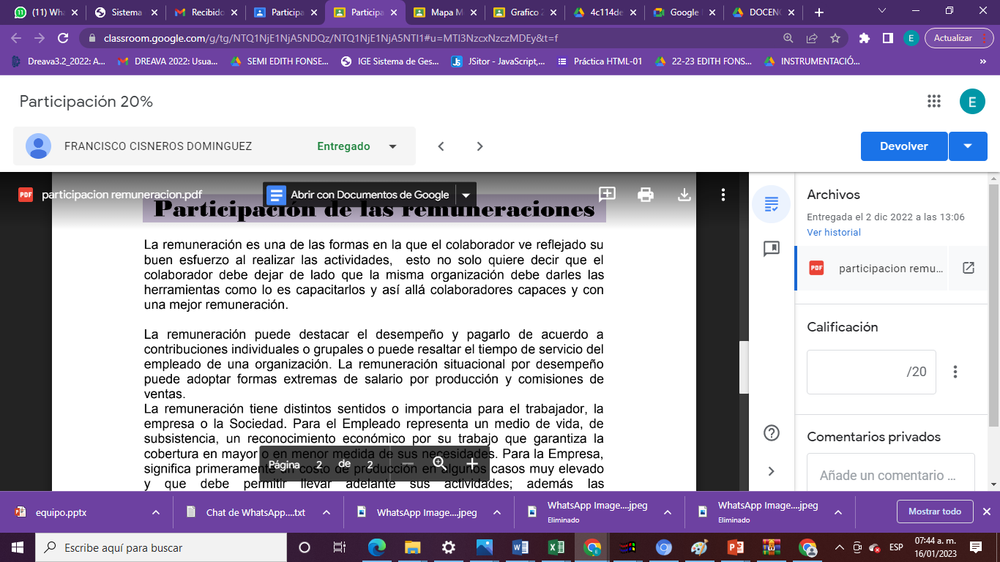 (11) Wha
Sistema
Recibido
Participa
Participa
Mapa M
Grafico 2
4c114de
Google
DOCENC
classroom.google.com/g/tg/NTQ1NjE1NjA5NDQz/NTQ1NjE1NjA5NTI1#u=MTI3NzcxNzczMDEy&t=f
E
Actualizar
Dreava3.2_2022: A...
DREAVA 2022: Usua...
SEMI EDITH FONSE...
IGE Sistema de Ges...
JSitor - JavaScript,...
Práctica HTML-01
22-23 EDITH FONS...
INSTRUMENTACIÓ...
»
Participación 20%
E
FRANCISCO CISNEROS DOMINGUEZ
Entregado
Devolver
PDF participacion remuneracion.pdf
Abrir con Documentos de Google
Participación de las remuneraciones
La remuneración es una de las formas en la que el colaborador ve reflejado su
buen esfuerzo al realizar las actividades, esto no solo quiere decir que el
colaborador debe dejar de lado que la misma organización debe darles las
herramientas como lo es capacitarlos y así allá colaboradores capaces y con
una mejor remuneración.
La remuneración puede destacar el desempeño y pagarlo de acuerdo a
contribuciones individuales o grupales o puede resaltar el tiempo de servicio del
empleado de una organización. La remuneración situacional por desempeño
puede adoptar formas extremas de salario por producción y comisiones de
ventas.
La remuneración tiene distintos sentidos o importancia para el trabajador, la
empresa o la Sociedad. Para el Empleado representa un medio de vida, de
subsistencia, un reconocimiento económico por su trabajo que garantiza la
cobertura en mayor o en menor medida de sus necesidades. Para la Empresa,
significa primeramente un costo de producción en algunos casos muy elevado
y que debe permitir llevar adelante sus actividades; además las
Página 2 de 2
Archivos
Entregada el 2 dic 2022 a las 13:06
Ver historial
PDF participacion remu...
Calificación
/20
Comentarios privados
Añade un comentario ...
equipo.pptx
Chat de WhatsApp....txt
WhatsApp Image....jpeg
WhatsApp Image....jpeg
Eliminado
WhatsApp Image....jpeg
Eliminado
Mostrar todo
Escribe aquí para buscar
ESP
07:44 a. m.
16/01/2023